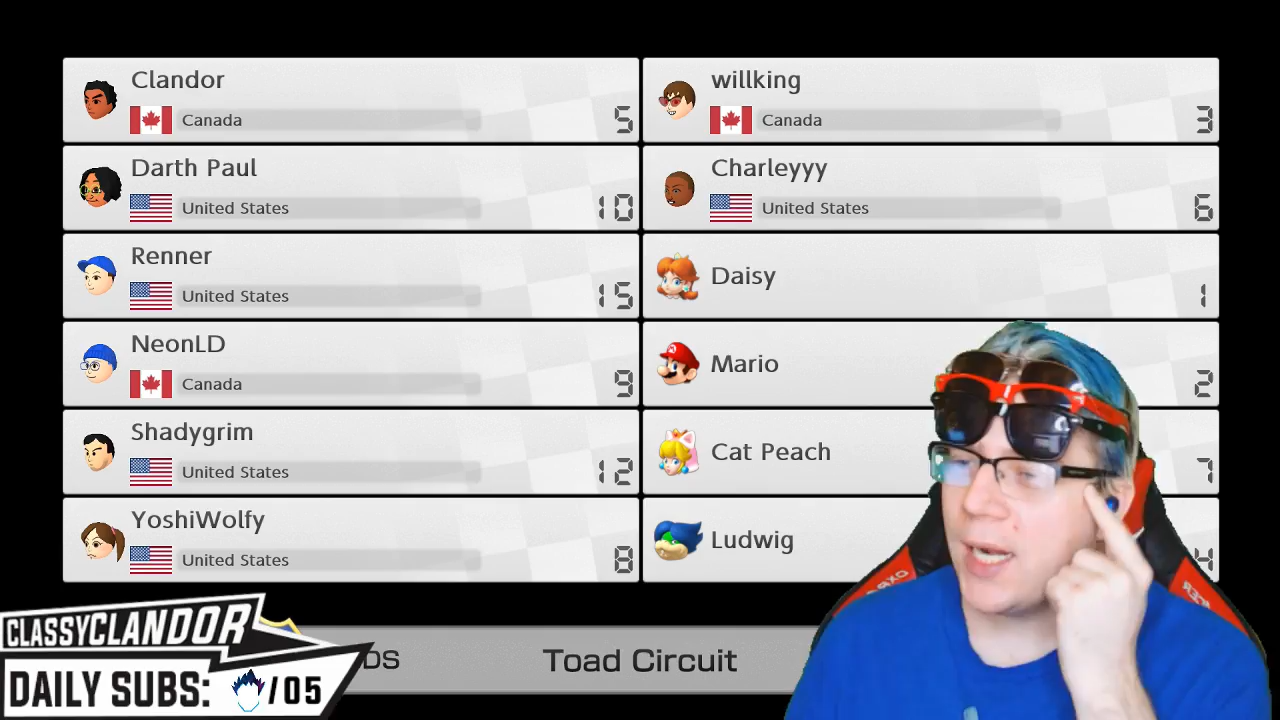 Clandor
Canada
5
Darth Paul
United States
10
Renner
United States
15
NeonLD
Canada
9
Shadygrim
United States
12
YoshiWolfy
United States
8
willking
Canada
3
Charleyyy
United States
6
Daisy
1
Mario
2
Cat Peach
7
Ludwig
4
Toad Circuit
CLASSYCLANDOR
DAILY SUBS: /05